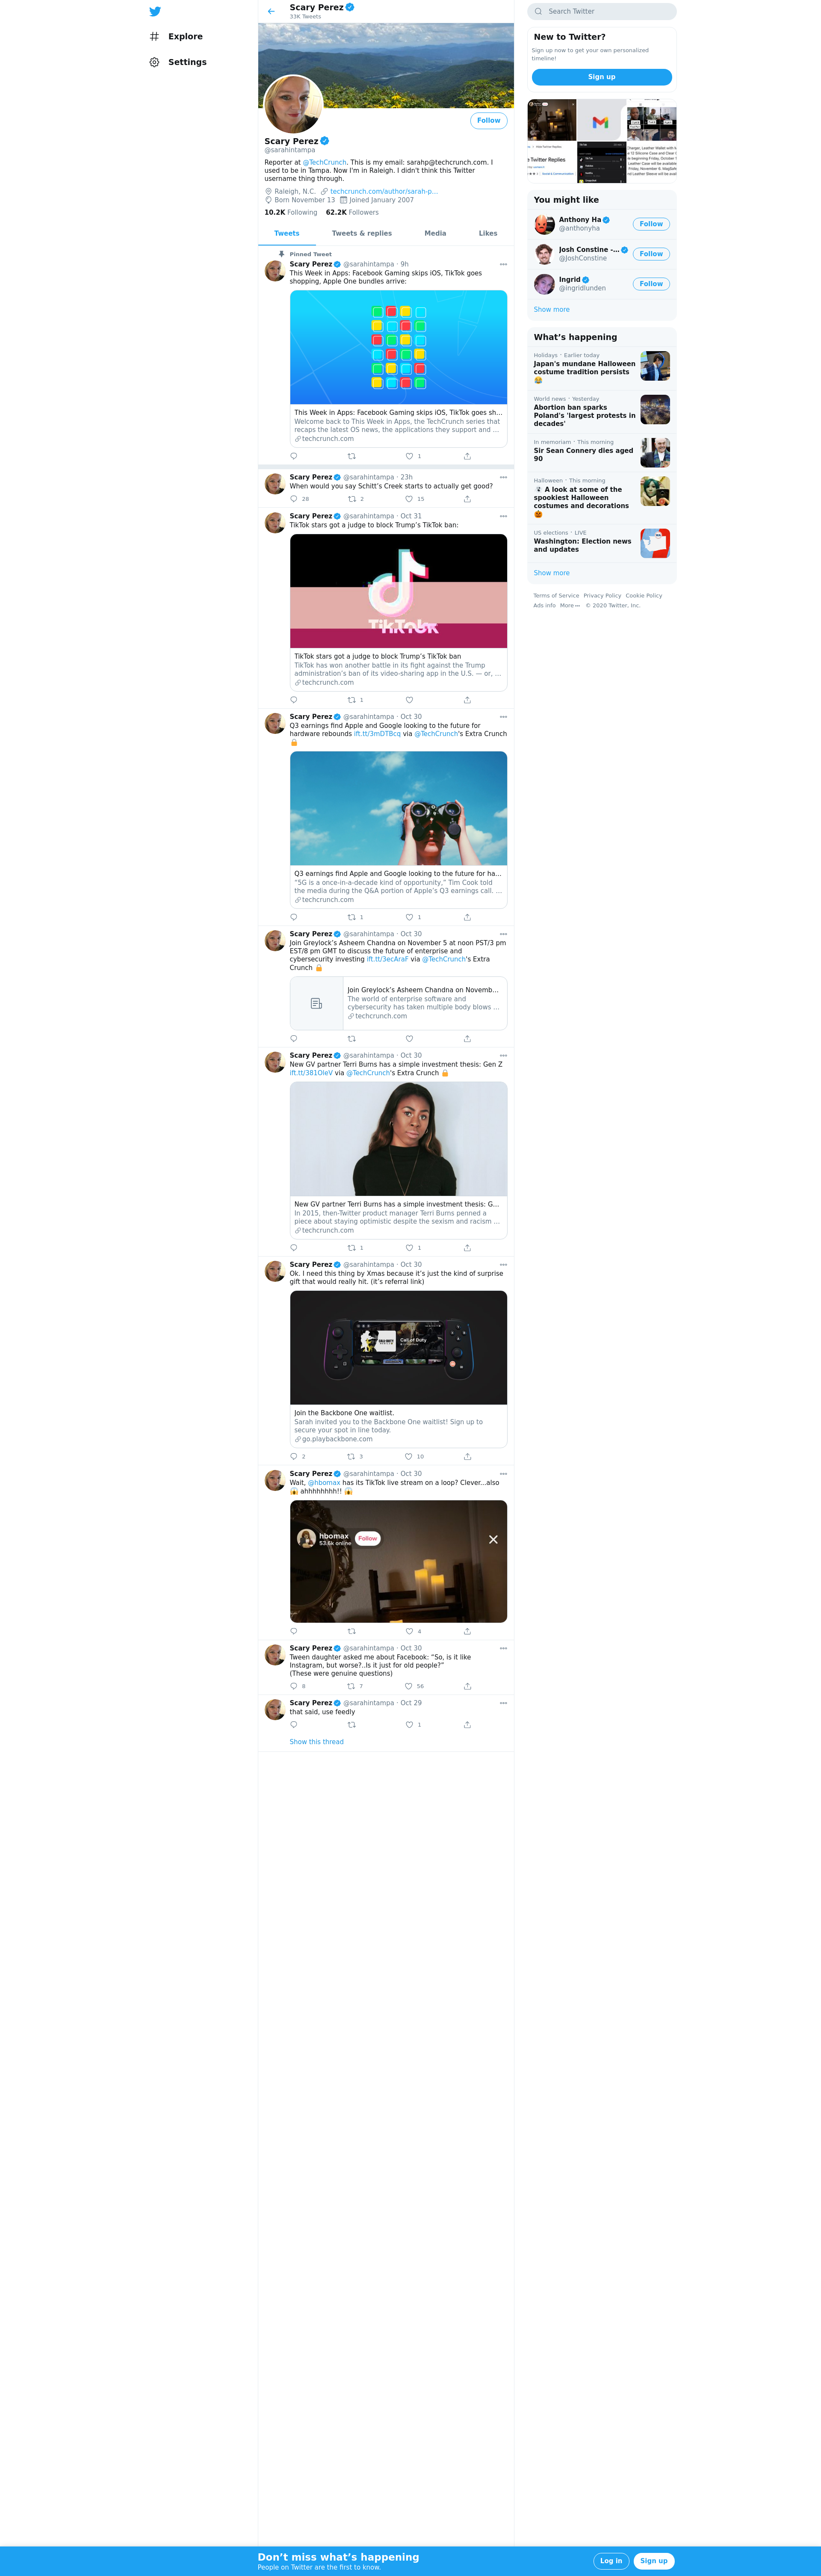 Explore
Settings
Scary Perez
33K Tweets
Follow
Scary Perez
@sarahintampa
Reporter at @TechCrunch. This is my email: sarahp@techcrunch.com. I
used to be in Tampa. Now I'm in Raleigh. I didn't think this Twitter
username thing through.
Raleigh, N.C. techcrunch.com/author/sarah-p…
Born November 13 Joined January 2007
10.2K Following 62.2K Followers
Tweets Tweets & replies Media Likes
Pinned Tweet
Scary Perez @sarahintampa · 9h
This Week in Apps: Facebook Gaming skips iOS, TikTok goes
shopping, Apple One bundles arrive:
This Week in Apps: Facebook Gaming skips iOS, TikTok goes sh…
Welcome back to This Week in Apps, the TechCrunch series that
recaps the latest OS news, the applications they support and …
techcrunch.com
1
Scary Perez @sarahintampa · 23h
When would you say Schitt's Creek starts to actually get good?
28 2 15
Scary Perez @sarahintampa · Oct 31
TikTok stars got a judge to block Trump's TikTok ban:
TikTok
TikTok stars got a judge to block Trump's TikTok ban
TikTok has won another battle in its fight against the Trump
administration's ban of its video-sharing app in the U.S. — or, …
techcrunch.com
1
Scary Perez @sarahintampa · Oct 30
Q3 earnings find Apple and Google looking to the future for
hardware rebounds ift.tt/3mDTBcq via @TechCrunch's Extra Crunch
🔒
Q3 earnings find Apple and Google looking to the future for ha…
"5G is a once-in-a-decade kind of opportunity," Tim Cook told
the media during the Q&A portion of Apple's Q3 earnings call. …
techcrunch.com
1 1
Scary Perez @sarahintampa · Oct 30
Join Greylock's Asheem Chandna on November 5 at noon PST/3 pm
EST/8 pm GMT to discuss the future of enterprise and
cybersecurity investing ift.tt/3ecAraF via @TechCrunch's Extra
Crunch 🔒
Join Greylock's Asheem Chandna on Novemb…
The world of enterprise software and
cybersecurity has taken multiple body blows …
techcrunch.com
Scary Perez @sarahintampa · Oct 30
New GV partner Terri Burns has a simple investment thesis: Gen Z
ift.tt/381OleV via @TechCrunch's Extra Crunch 🔒
New GV partner Terri Burns has a simple investment thesis: G…
In 2015, then-Twitter product manager Terri Burns penned a
piece about staying optimistic despite the sexism and racism …
techcrunch.com
1 1
Scary Perez @sarahintampa · Oct 30
Ok. I need this thing by Xmas because it's just the kind of surprise
gift that would really hit. (it's referral link)
Call of Duty
Join the Backbone One waitlist.
Sarah invited you to the Backbone One waitlist! Sign up to
secure your spot in line today.
go.playbackbone.com
2 3 10
Scary Perez @sarahintampa · Oct 30
Wait, @hbomax has its TikTok live stream on a loop? Clever...also
😱 ahhhhhhhh!! 😱
hbomax
53.6k online
Follow
4
Scary Perez @sarahintampa · Oct 30
Tween daughter asked me about Facebook: "So, is it like
Instagram, but worse?..Is it just for old people?"
(These were genuine questions)
8 7 56
Scary Perez @sarahintampa · Oct 29
that said, use feedly
1
Show this thread
Search Twitter
New to Twitter?
Sign up now to get your own personalized
timeline!
Sign up
Twitter Replies
You might like
Anthony Ha
@anthonyha
Follow
Josh Constine -…
@JoshConstine
Follow
Ingrid
@ingridlunden
Follow
Show more
What's happening
Holidays · Earlier today
Japan's mundane Halloween
costume tradition persists
😂
World news · Yesterday
Abortion ban sparks
Poland's 'largest protests in
decades'
In memoriam · This morning
Sir Sean Connery dies aged
90
Halloween · This morning
👻 A look at some of the
spookiest Halloween
costumes and decorations
🎃
US elections · LIVE
Washington: Election news
and updates
Show more
Terms of Service Privacy Policy Cookie Policy
Ads info More © 2020 Twitter, Inc.
Don't miss what's happening
People on Twitter are the first to know.
Log in
Sign up